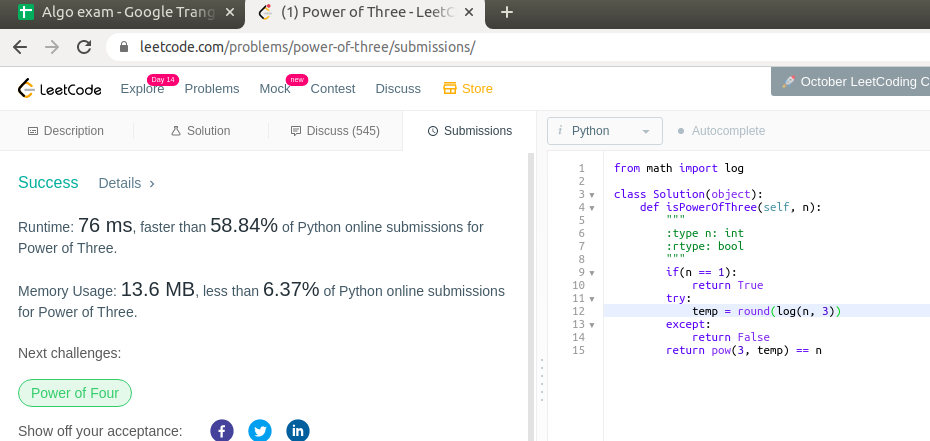 Algo exam - Google Trang
(1) Power of Three - LeetC
leetcode.com/problems/power-of-three/submissions/
LeetCode
Explore
Day 14
Problems
Mock
new
Contest
Discuss
Store
October LeetCoding C
Description
Solution
Discuss (545)
Submissions
i Python
Autocomplete
Success
Details >
Runtime: 76 ms, faster than 58.84% of Python online submissions for
Power of Three.
Memory Usage: 13.6 MB, less than 6.37% of Python online submissions
for Power of Three.
Next challenges:
Power of Four
Show off your acceptance:
f
in
1 from math import log
2
3 class Solution(object):
4     def isPowerOfThree(self, n):
5         """
6         :type n: int
7         :rtype: bool
8         """
9         if(n == 1):
10             return True
11         try:
12             temp = round(log(n, 3))
13         except:
14             return False
15         return pow(3, temp) == n